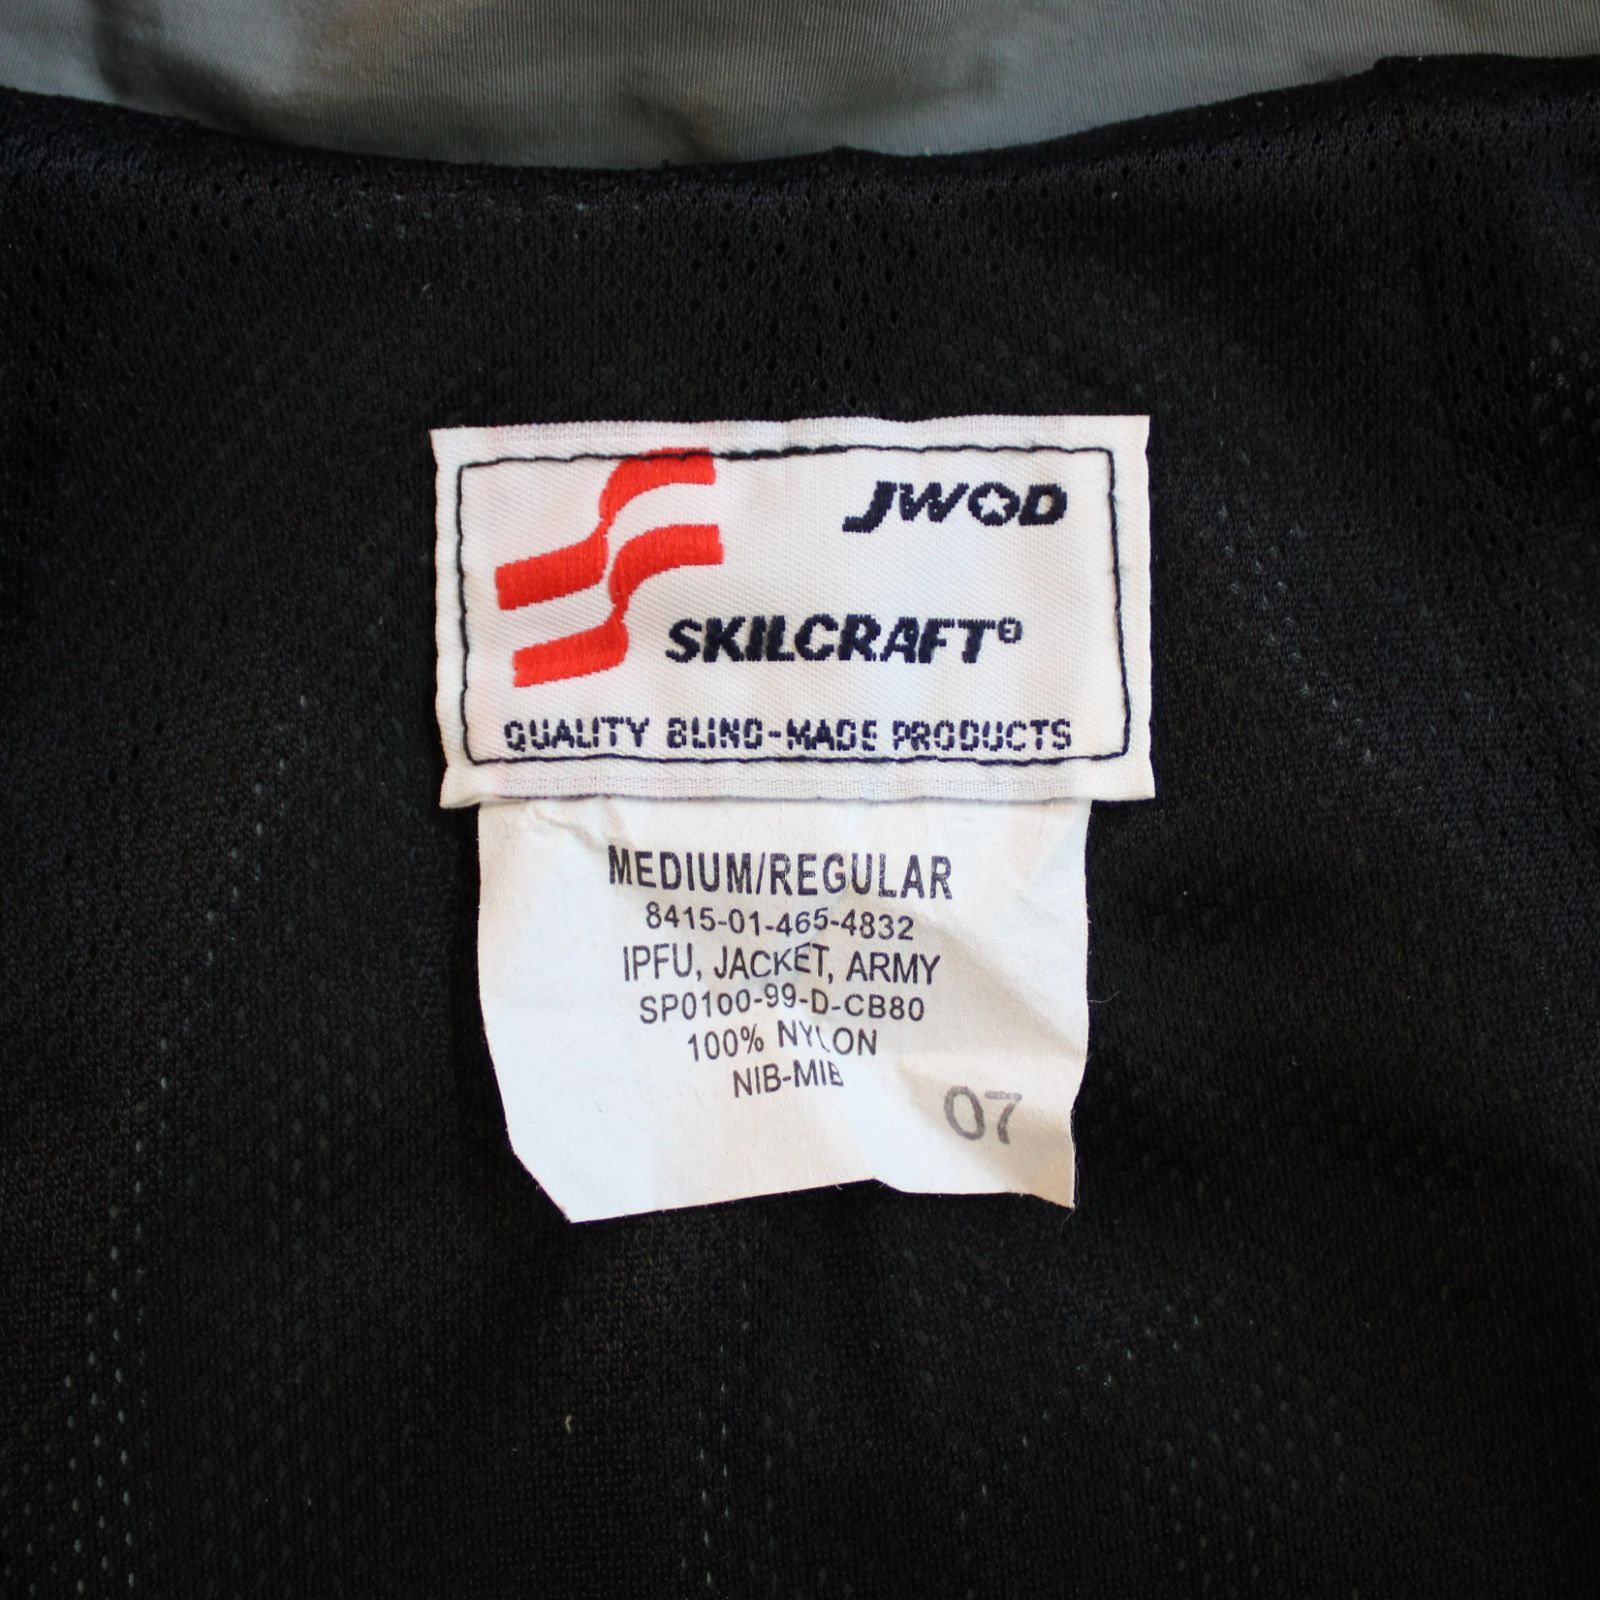 JWOD
SKILCRAFT®
QUALITY BLIND-MADE PRODUCTS
MEDIUM/REGULAR
8415-01-465-4832
IPFU, JACKET, ARMY
SP0100-99-D-CB80
100% NYLON
NIB-MIB
07